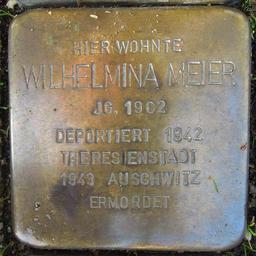 HIER WOHNTE
WILHELMINA MEIER
JG. 1902
DEPORTIERT 1942
THERESIENSTADT
1943 AUSCHWITZ
ERMORDET